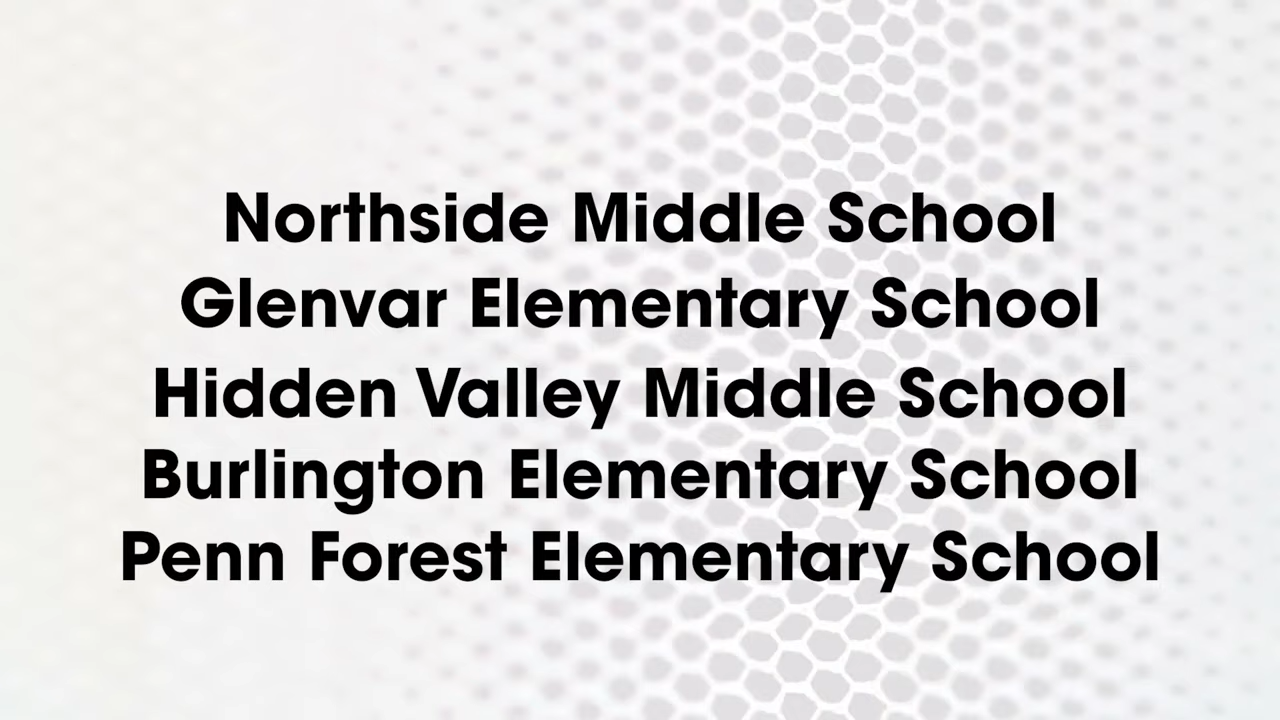 Northside Middle School
Glenvar Elementary School
Hidden Valley Middle School
Burlington Elementary School
Penn Forest Elementary School